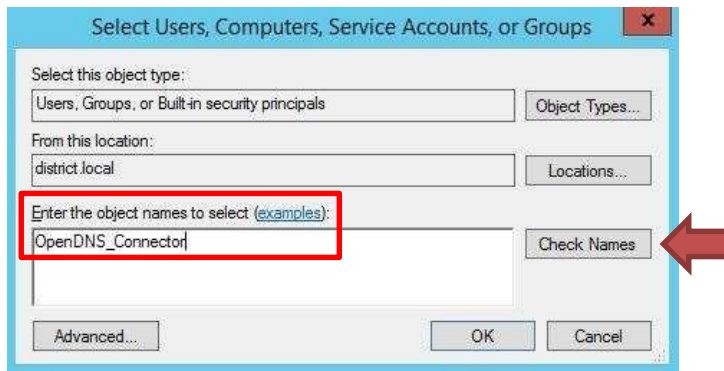 Select Users, Computers, Service Accounts, or Groups
x
Select this object type:
Users, Groups, or Built-in security principals
Object Types...
From this location:
district.local
Locations...
Enter the object names to select (examples):
OpenDNS_Connector
Check Names
Advanced...
OK
Cancel